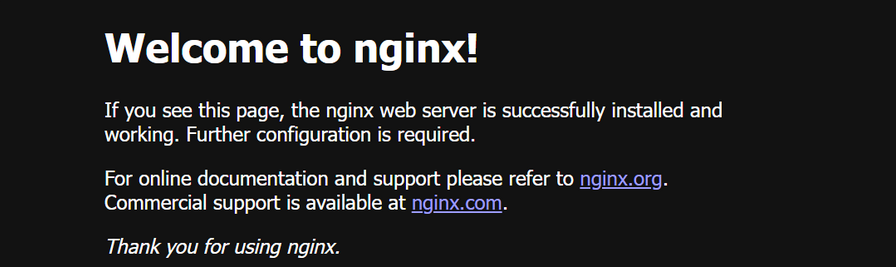 Welcome to nginx!
If you see this page, the nginx web server is successfully installed and
working. Further configuration is required.
For online documentation and support please refer to nginx.org.
Commercial support is available at nginx.com.
Thank you for using nginx.